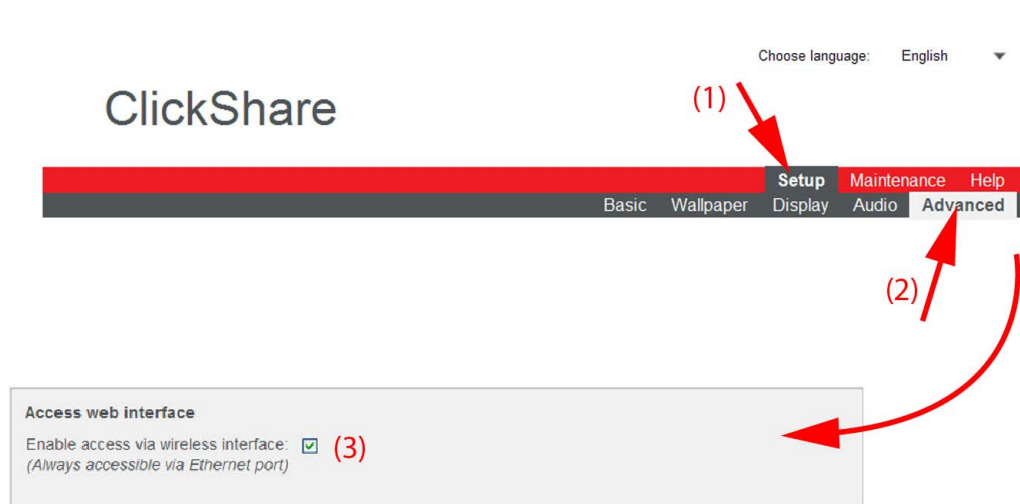 Choose language: English
ClickShare
(1)
Setup Maintenance Help
Basic Wallpaper Display Audio Advanced
(2)
Access web interface
Enable access via wireless interface: (3)
(Always accessible via Ethernet port)